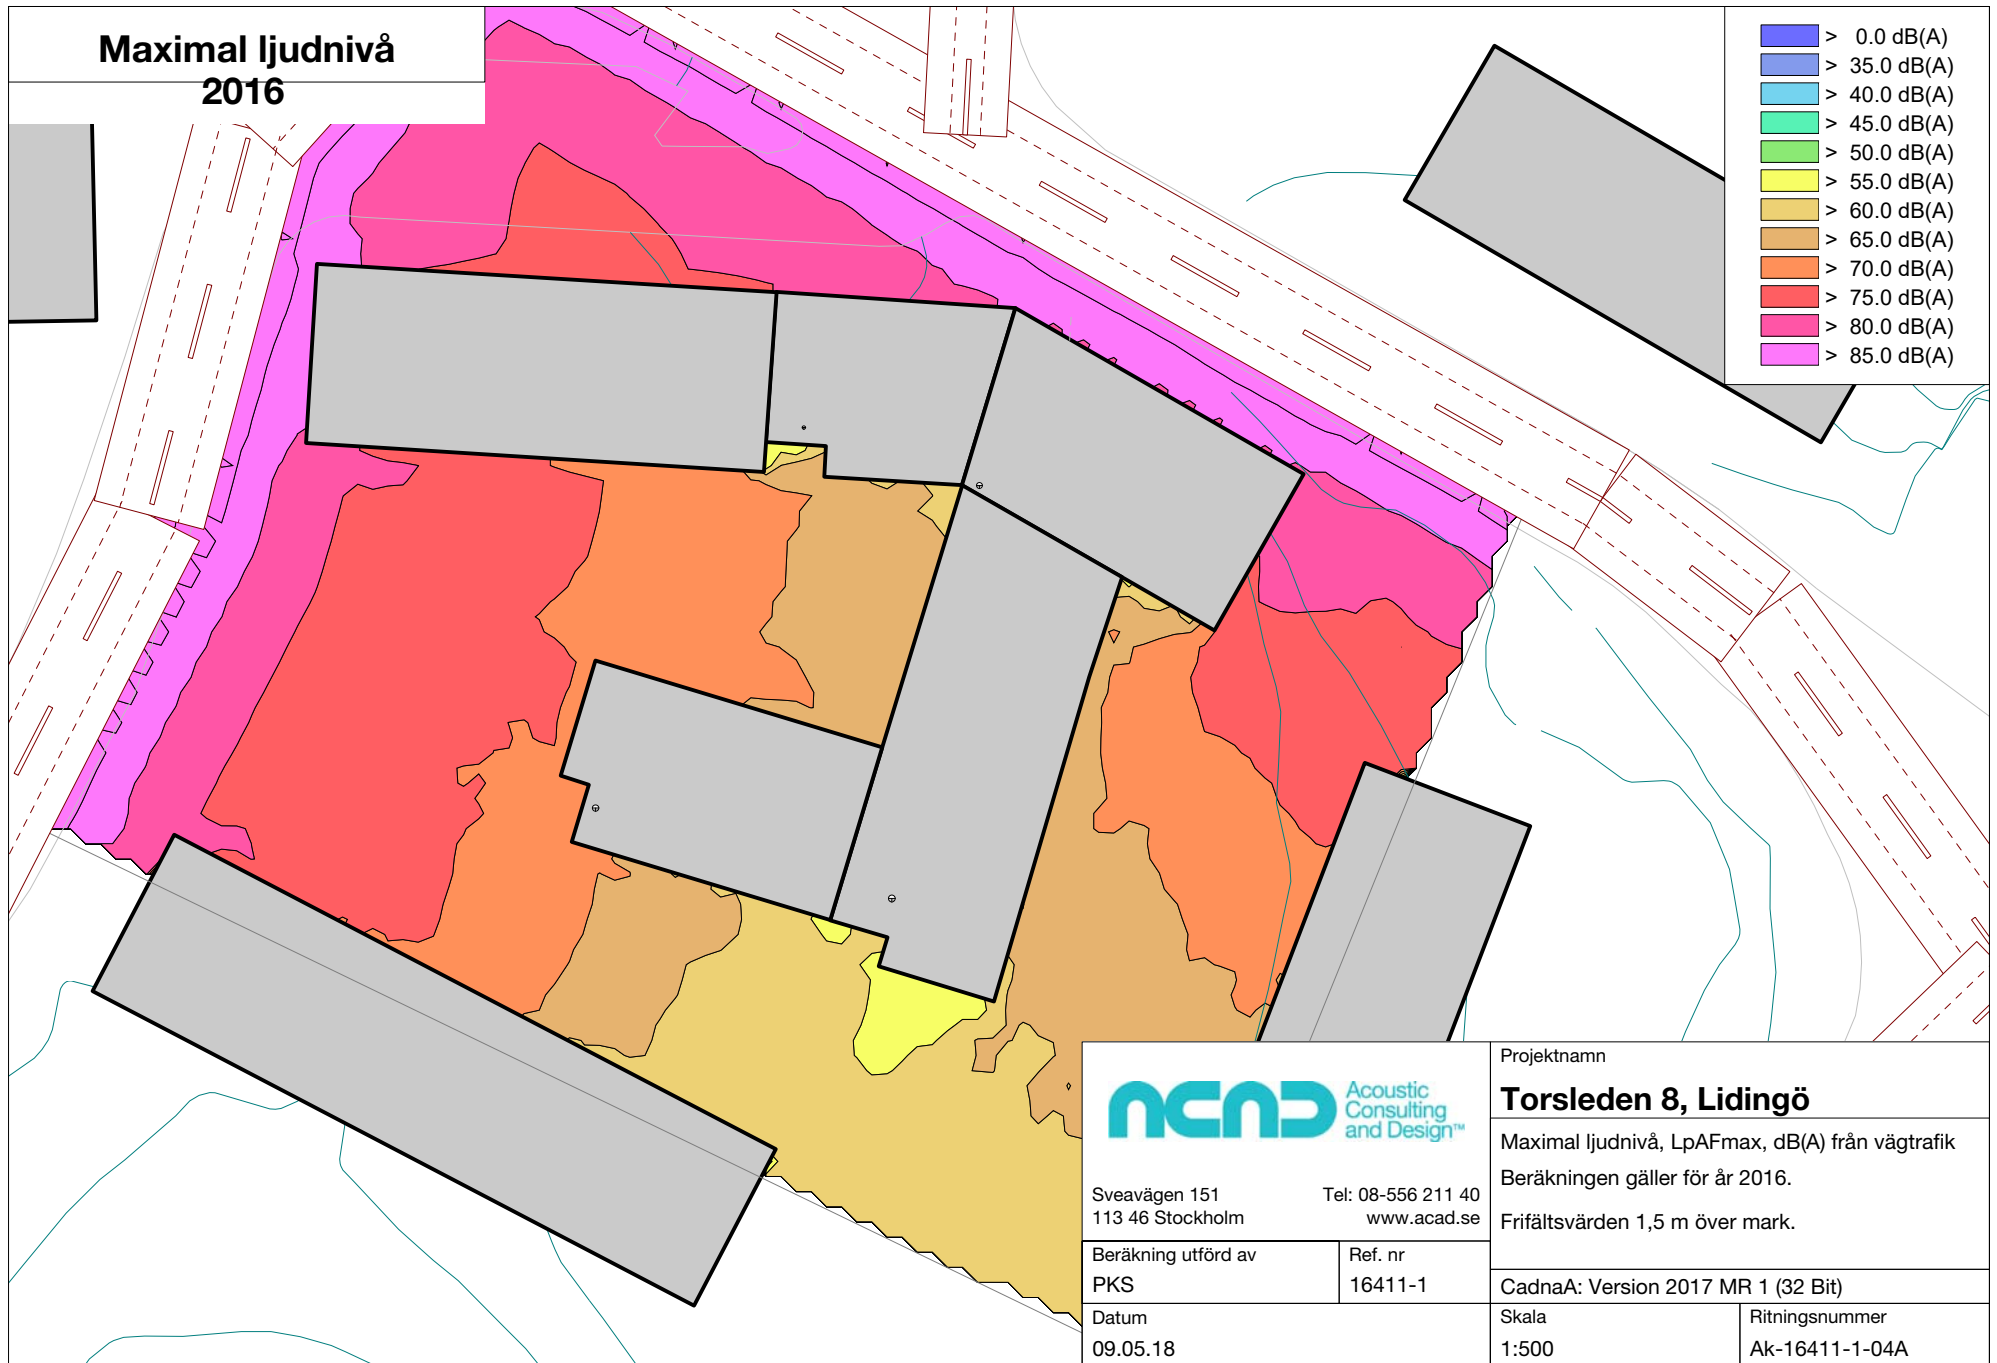 Maximal ljudnivå
2016
> 0.0 dB(A)
> 35.0 dB(A)
> 40.0 dB(A)
> 45.0 dB(A)
> 50.0 dB(A)
> 55.0 dB(A)
> 60.0 dB(A)
> 65.0 dB(A)
> 70.0 dB(A)
> 75.0 dB(A)
> 80.0 dB(A)
> 85.0 dB(A)
ACAD
Acoustic
Consulting
and Design™
Sveavägen 151
113 46 Stockholm
Tel: 08-556 211 40
www.acad.se
Beräkning utförd av
PKS
Ref. nr
16411-1
Datum
09.05.18
Projektnamn
Torsleden 8, Lidingö
Maximal ljudnivå, LpAFmax, dB(A) från vägtrafik
Beräkningen gäller för år 2016.
Frifältsvärden 1,5 m över mark.
CadnaA: Version 2017 MR 1 (32 Bit)
Skala
1:500
Ritningsnummer
Ak-16411-1-04A